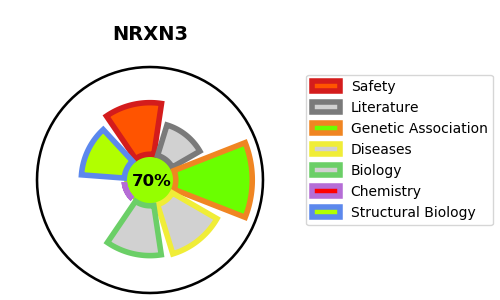 NRXN3
70%
Safety
Literature
Genetic Association
Diseases
Biology
Chemistry
Structural Biology